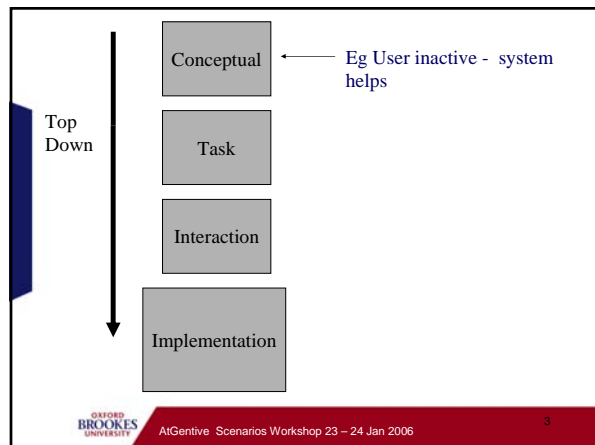 Conceptual
Eg User inactive - system
helps
Top
Down
Task
Interaction
Implementation
OXFORD
BROOKES
UNIVERSITY
AtGentive Scenarios Workshop 23 – 24 Jan 2006
3